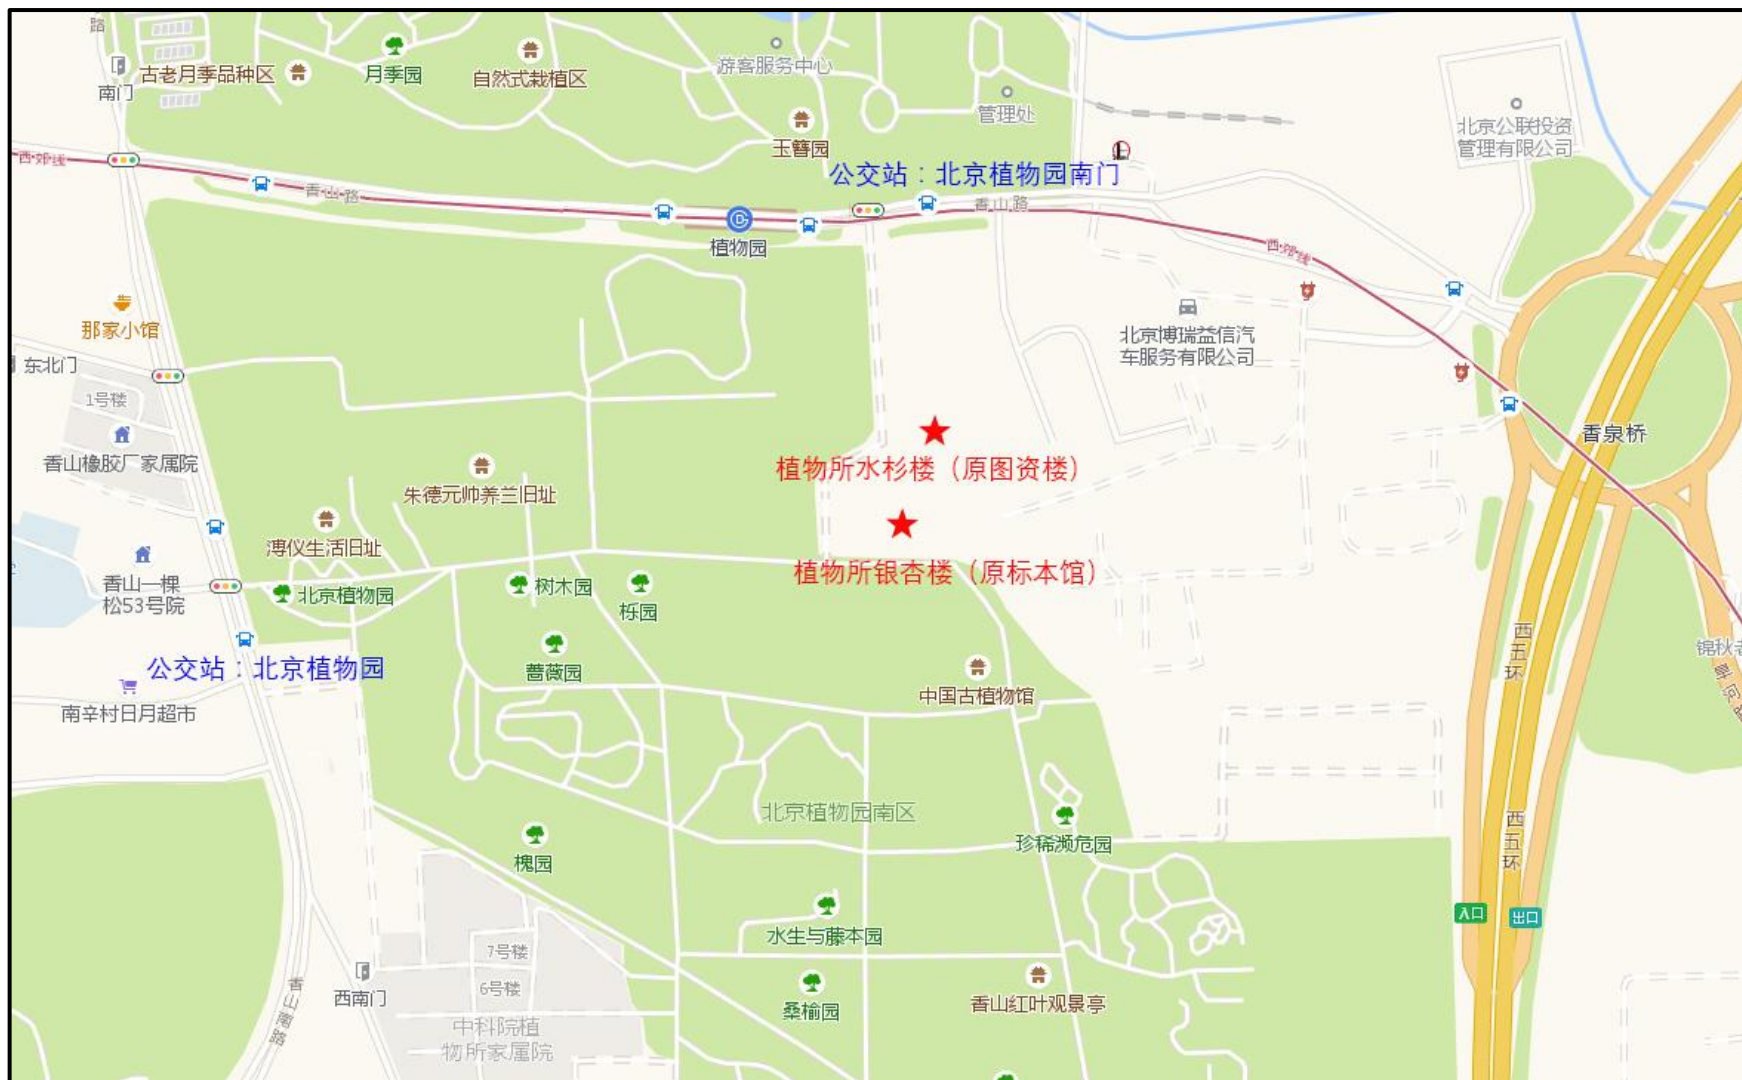 路
古老月季品种区
月季园
自然式栽植区
游客服务中心
南门
管理处
玉簪园
北京公联投资
管理有限公司
西郊线
公交站：北京植物园南门
香山路
香山路
植物园
西郊线
那家小馆
北京博瑞益信汽
车服务有限公司
东北门
1号楼
香泉桥
香山橡胶厂家属院
植物所水杉楼（原图资楼）
朱德元帅养兰旧址
溥仪生活旧址
植物所银杏楼（原标本馆）
香山一棵
松53号院
北京植物园
树木园
栎园
西五环
锦秋
公交站：北京植物园
蔷薇园
中国古植物馆
南辛村日月超市
北京植物园南区
珍稀濒危园
西五环
槐园
入口
出口
水生与藤本园
7号楼
西南门
6号楼
桑榆园
香山红叶观景亭
香山南路
中科院植
物所家属院